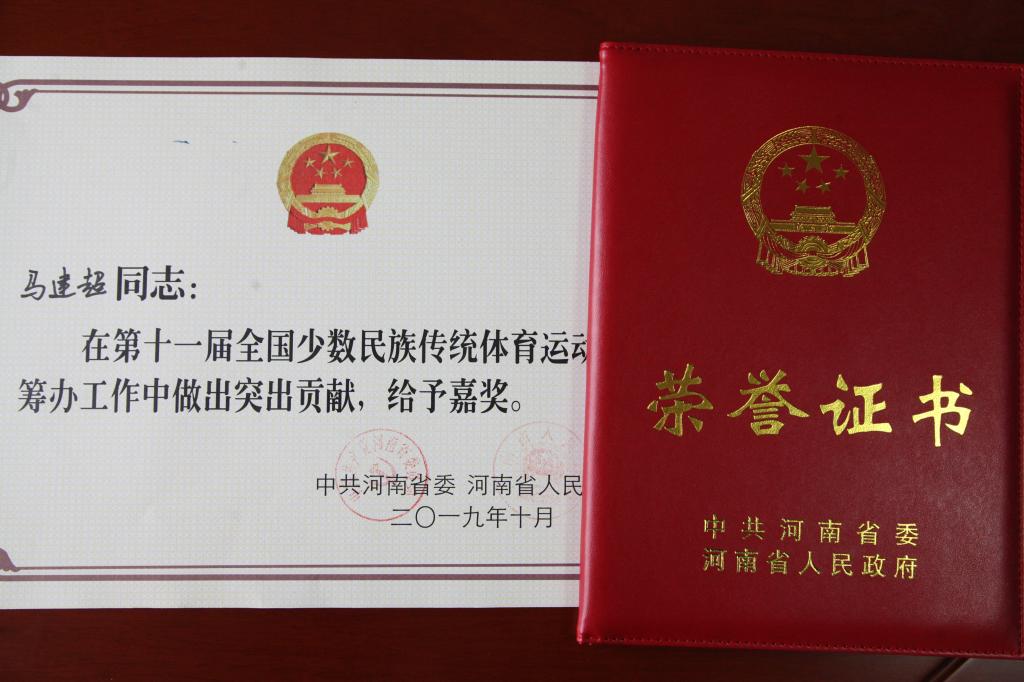 马建超同志:
在第十一届全国少数民族传统体育运动
筹办工作中做出突出贡献，给予嘉奖。
中共河南省委 河南省人民
二〇一九年十月
荣誉证书
中共河南省委
河南省人民政府